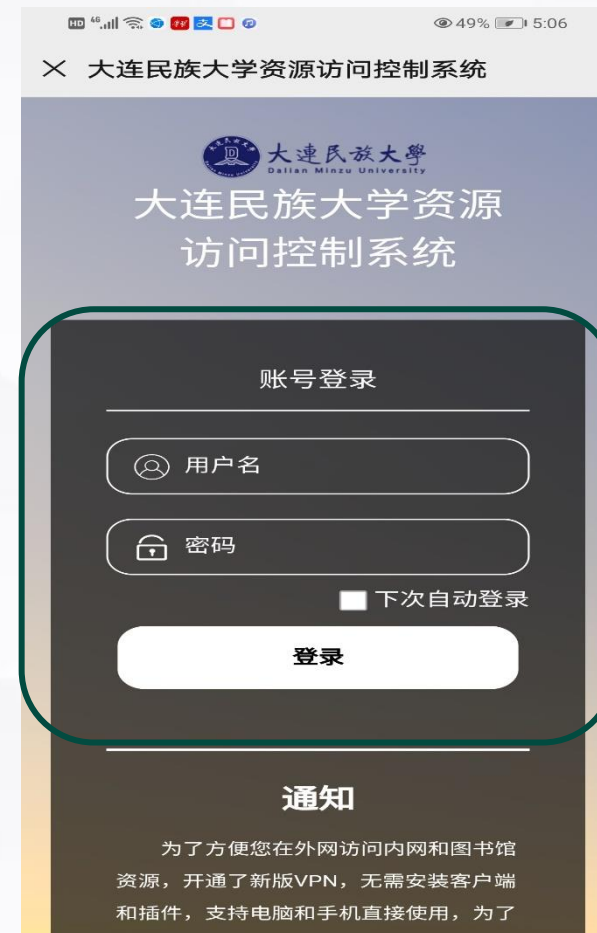 HD 46 49% 5:06
× 大连民族大学资源访问控制系统
大連民族大學
Dalian Minzu University
大连民族大学资源
访问控制系统
账号登录
用户名
密码
下次自动登录
登录
通知
为了方便您在外网访问内网和图书馆
资源，开通了新版VPN，无需安装客户端
和插件，支持电脑和手机直接使用，为了